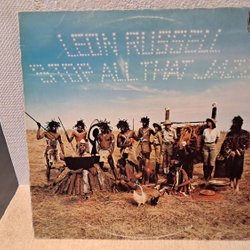 LEON RUSSELL
"STOP ALL THAT JAZZ"